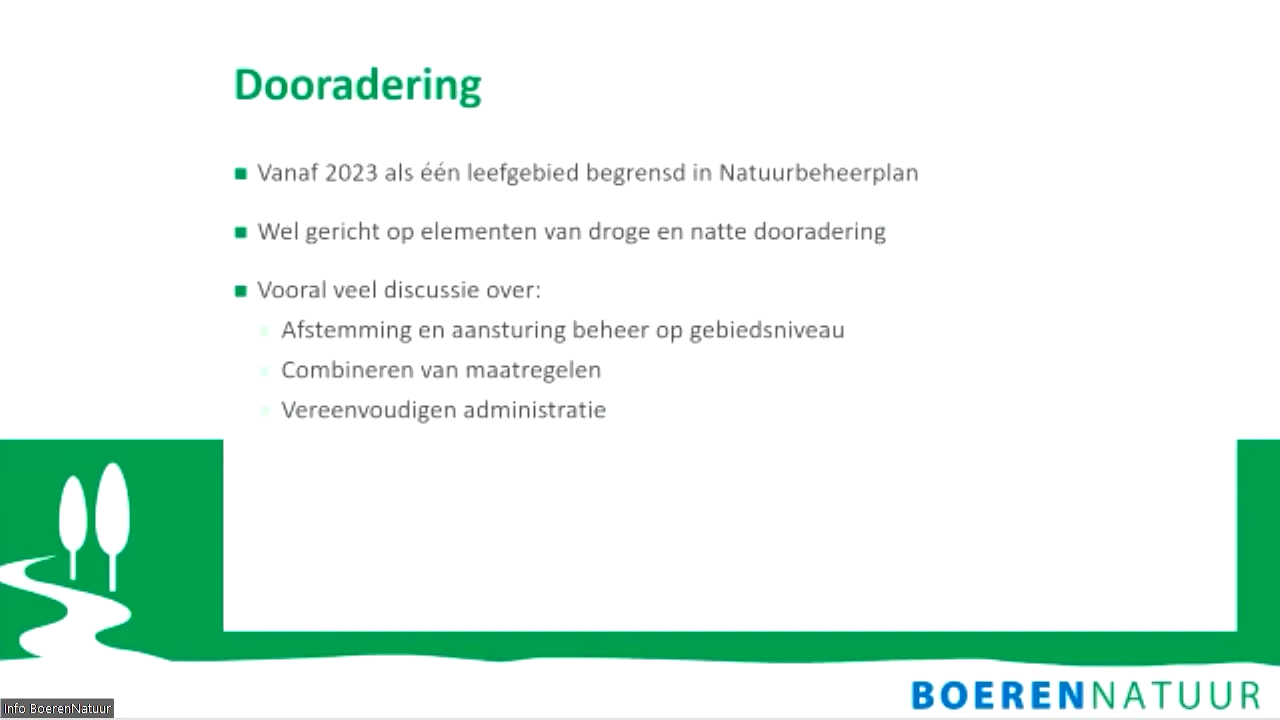 Dooradering
Vanaf 2023 als één leefgebied begrensd in Natuurbeheerplan
Wel gericht op elementen van droge en natte dooradering
Vooral veel discussie over:
Afstemming en aansturing beheer op gebiedsniveau
Combineren van maatregelen
Vereenvoudigen administratie
BOERENNATUUR
Info BoerenNatuur